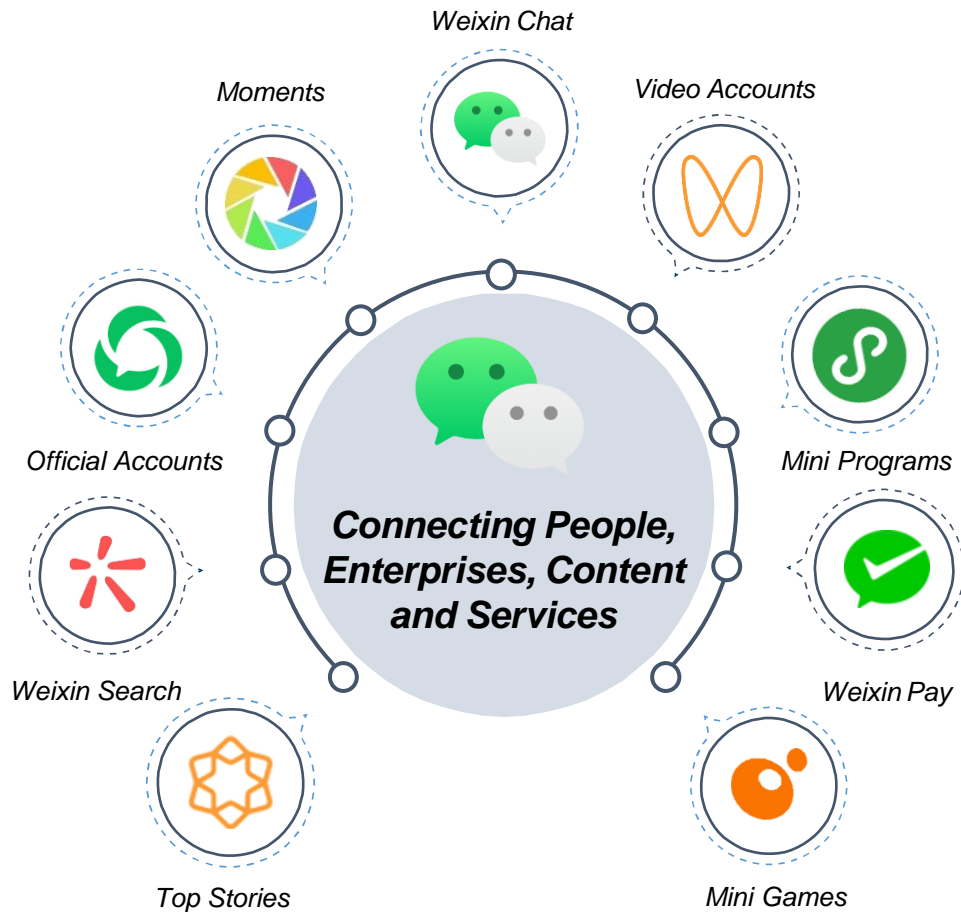 Weixin Chat
Moments
Video Accounts
Official Accounts
Mini Programs
Connecting People,
Enterprises, Content
and Services
Weixin Search
Weixin Pay
Top Stories
Mini Games